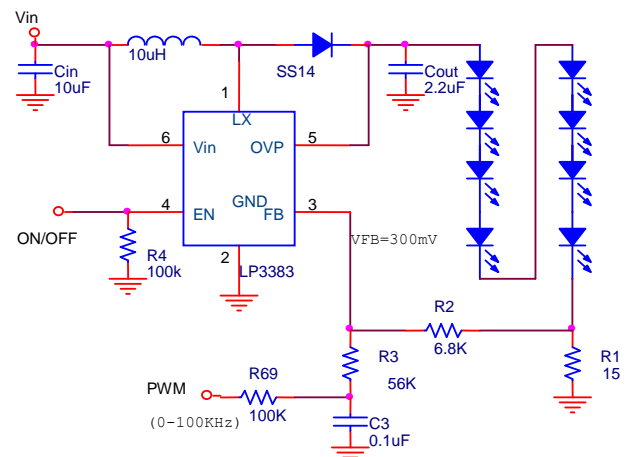 Vin
10uH
SS14
Cin
10uF
Cout
2.2uF
1
LX
6
Vin
OVP
5
4
EN
GND
FB
3
ON/OFF
R4
100k
2
LP3383
VFB=300mV
R2
6.8K
R1
15
R3
56K
PWM
R69
100K
(0-100KHz)
C3
0.1uF